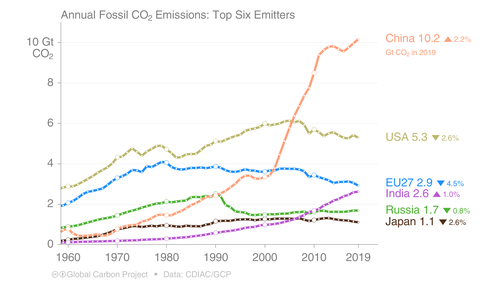 Annual Fossil CO₂ Emissions: Top Six Emitters
10 Gt
CO₂
8
6
4
2
0
1960 1970 1980 1990 2000 2010 2019
China 10.2 ▲ 2.2%
Gt CO₂ in 2019
USA 5.3 ▼ 2.6%
EU27 2.9 ▼ 4.5%
India 2.6 ▲ 1.0%
Russia 1.7 ▼ 0.8%
Japan 1.1 ▼ 2.6%
Global Carbon Project • Data: CDIAC/GCP